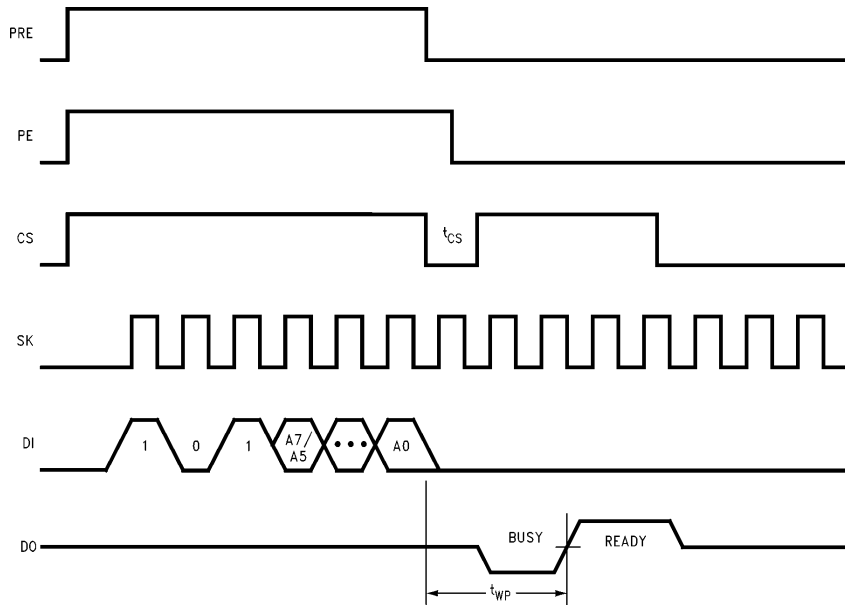 PRE
PE
CS
tCS
SK
DI
1 0 1 A7/A5 ••• A0
DO
BUSY READY
tWP